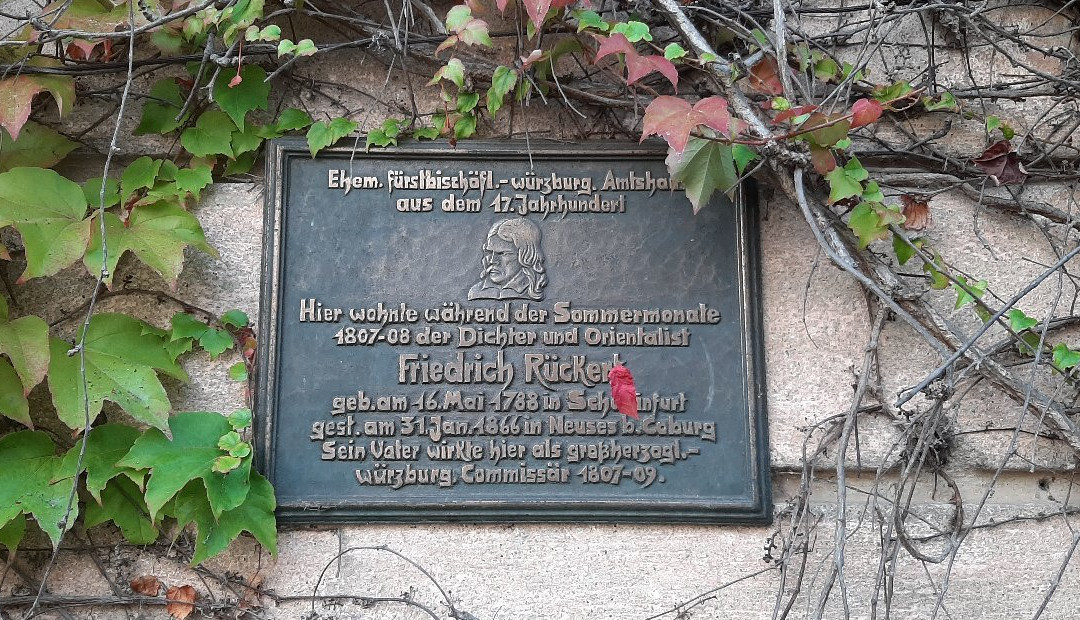 Ehem. fürstbischöfl.-würzburg.
aus dem 17. Jahrhundert
Hier wohnte während der Sommermonate
1807-08 der Dichter und Orientalist
Friedrich Rückert
geb. am 16. Mai 1788 in Schweinfurt
gest. am 31. Jan. 1866 in Neuses b. Coburg
Sein Vater wirkte hier als großherzogl.-
würzburg. Commissär 1807-09.